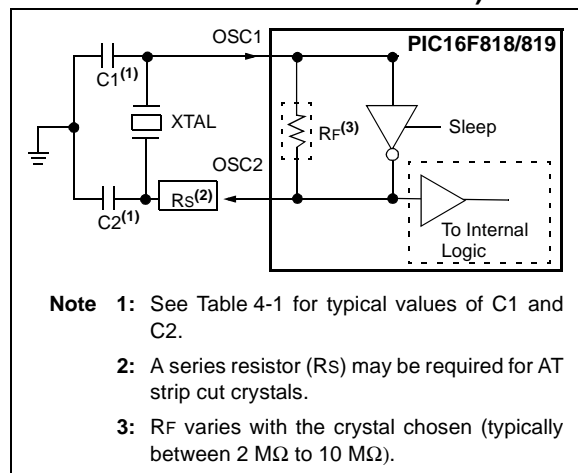 OSC1
PIC16F818/819
C1(1)
XTAL
RF(3)
Sleep
OSC2
C2(1)
RS(2)
To Internal
Logic
Note 1: See Table 4-1 for typical values of C1 and
C2.
2: A series resistor (RS) may be required for AT
strip cut crystals.
3: RF varies with the crystal chosen (typically
between 2 MΩ to 10 MΩ).